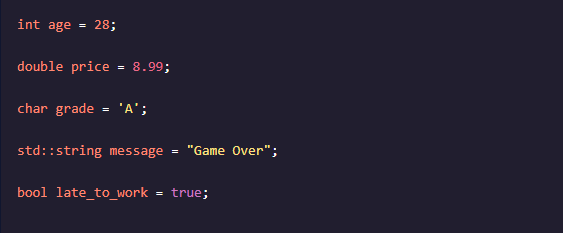 int age = 28;
double price = 8.99;
char grade = 'A';
std::string message = "Game Over";
bool late_to_work = true;